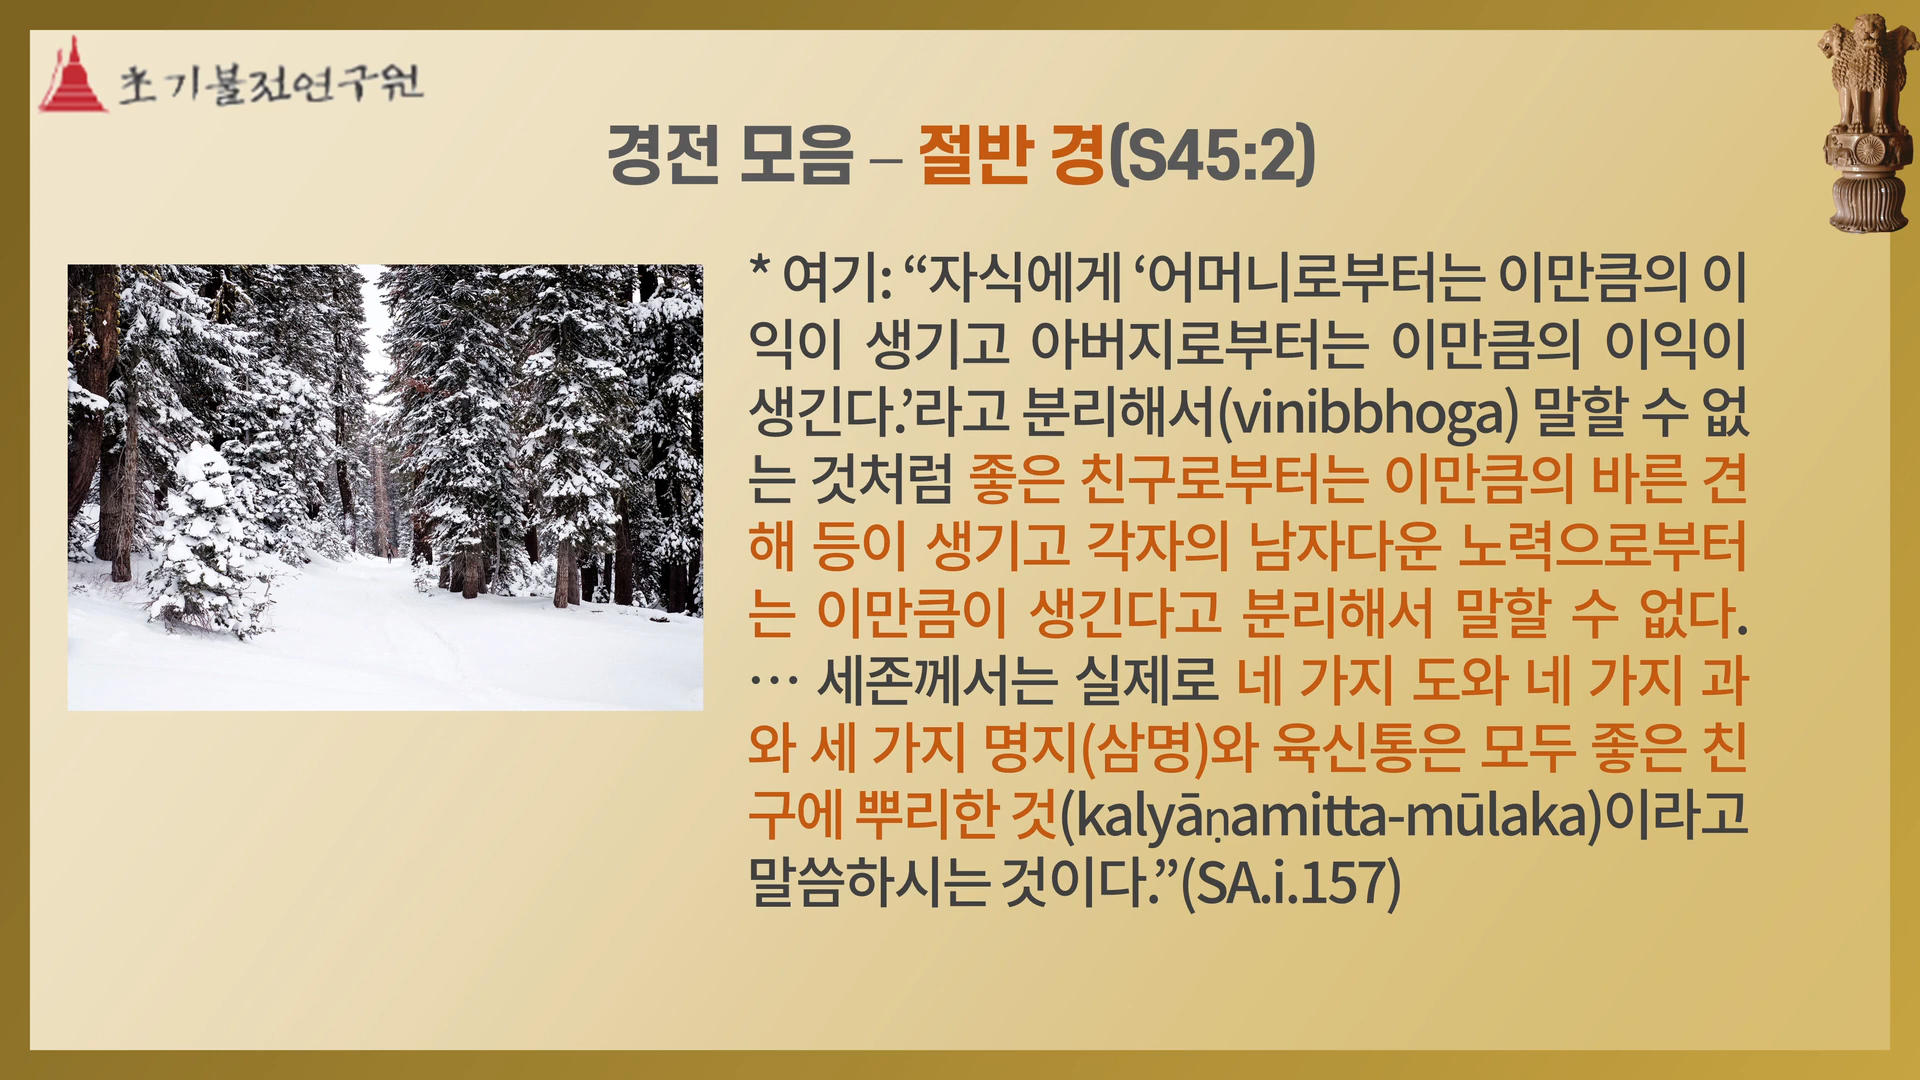 초기불전연구원
경전 모음 – 절반 경(S45:2)
* 여기: “자식에게 ‘어머니로부터는 이만큼의 이
익이 생기고 아버지로부터는 이만큼의 이익이
생긴다.’라고 분리해서(vinibbhoga) 말할 수 없
는 것처럼 좋은 친구로부터는 이만큼의 바른 견
해 등이 생기고 각자의 남자다운 노력으로부터
는 이만큼이 생긴다고 분리해서 말할 수 없다.
… 세존께서는 실제로 네 가지 도와 네 가지 과
와 세 가지 명지(삼명)와 육신통은 모두 좋은 친
구에 뿌리한 것(kalyāṇamitta-mūlaka)이라고
말씀하시는 것이다.”(SA.i.157)